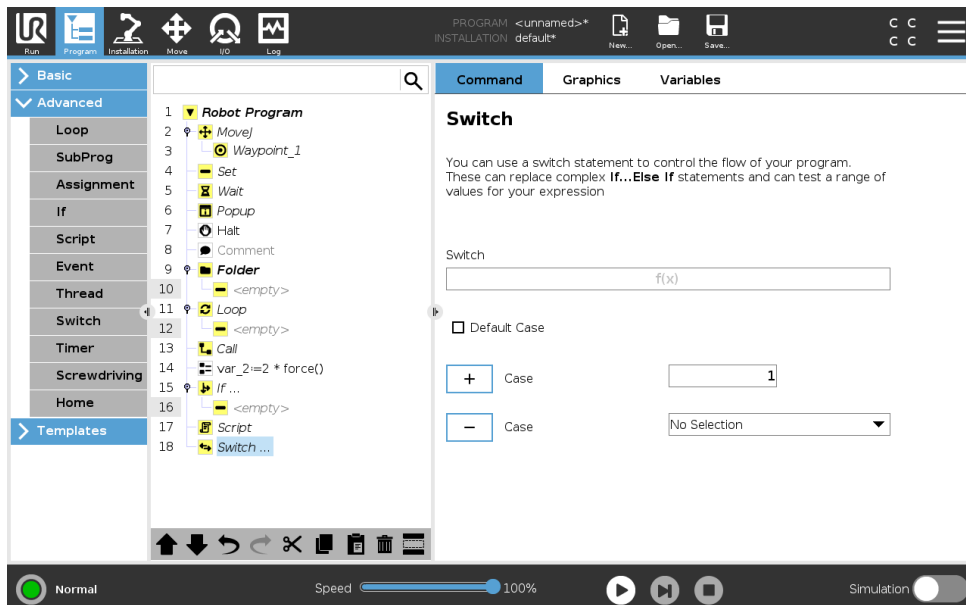 UR
Run
Program
Installation
Move
I/O
Log
PROGRAM <unnamed>*
INSTALLATION default*
New...
Open...
Save...
C C
C C
Basic
Advanced
Loop
SubProg
Assignment
If
Script
Event
Thread
Switch
Timer
Screwdriving
Home
Templates
1 Robot Program
2 MoveJ
3 Waypoint_1
4 Set
5 Wait
6 Popup
7 Halt
8 Comment
9 Folder
10 <empty>
11 Loop
12 <empty>
13 Call
14 var_2:=2 * force()
15 If ...
16 <empty>
17 Script
18 Switch ...
Command Graphics Variables
Switch
You can use a switch statement to control the flow of your program.
These can replace complex If...Else If statements and can test a range of
values for your expression
Switch
f(x)
Default Case
+ Case 1
− Case No Selection
Normal
Speed 100%
Simulation